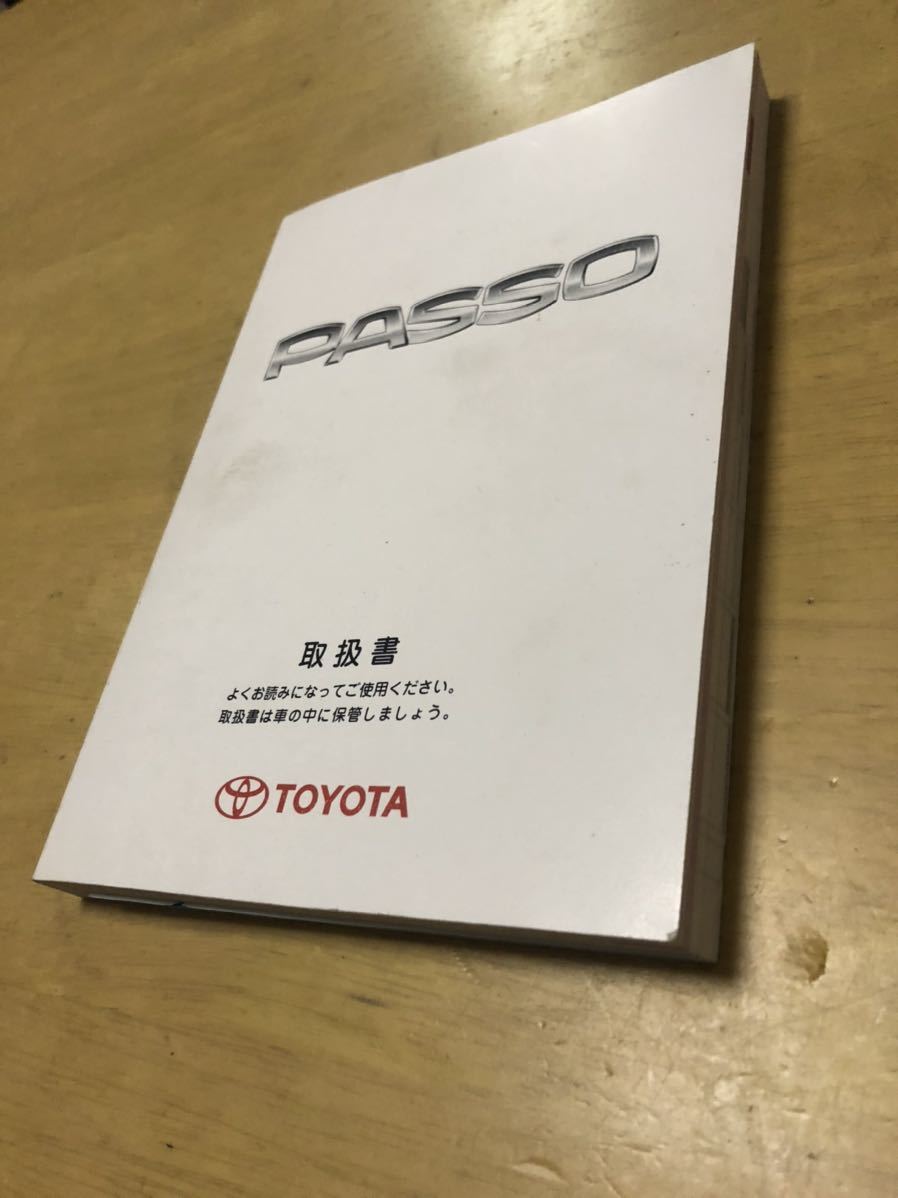 PASSO
取扱書
よくお読みになってご使用ください。
取扱書は車の中に保管しましょう。
TOYOTA